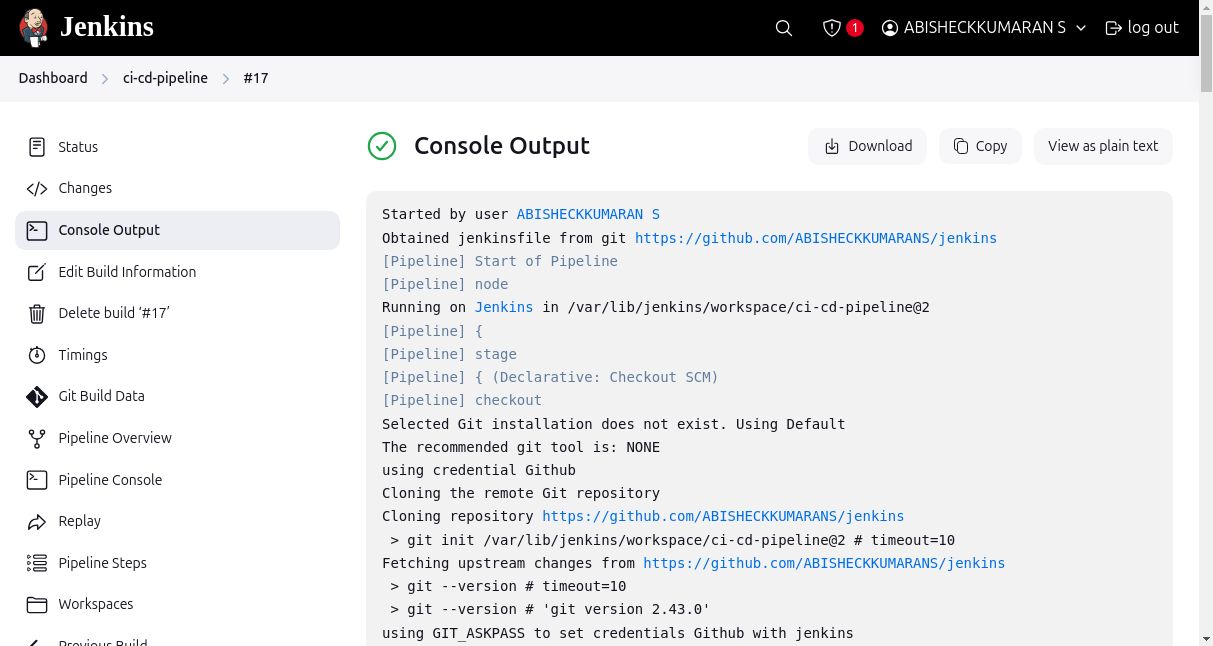 Jenkins
1
ABISHECKKUMARAN S
log out
Dashboard
ci-cd-pipeline
#17
Status
Changes
Console Output
Edit Build Information
Delete build ‘#17’
Timings
Git Build Data
Pipeline Overview
Pipeline Console
Replay
Pipeline Steps
Workspaces
Previous Build
Console Output
Download
Copy
View as plain text
Started by user ABISHECKKUMARAN S
Obtained jenkinsfile from git https://github.com/ABISHECKKUMARANS/jenkins
[Pipeline] Start of Pipeline
[Pipeline] node
Running on Jenkins in /var/lib/jenkins/workspace/ci-cd-pipeline@2
[Pipeline] {
[Pipeline] stage
[Pipeline] { (Declarative: Checkout SCM)
[Pipeline] checkout
Selected Git installation does not exist. Using Default
The recommended git tool is: NONE
using credential Github
Cloning the remote Git repository
Cloning repository https://github.com/ABISHECKKUMARANS/jenkins
 > git init /var/lib/jenkins/workspace/ci-cd-pipeline@2 # timeout=10
Fetching upstream changes from https://github.com/ABISHECKKUMARANS/jenkins
 > git --version # timeout=10
 > git --version # 'git version 2.43.0'
using GIT_ASKPASS to set credentials Github with jenkins